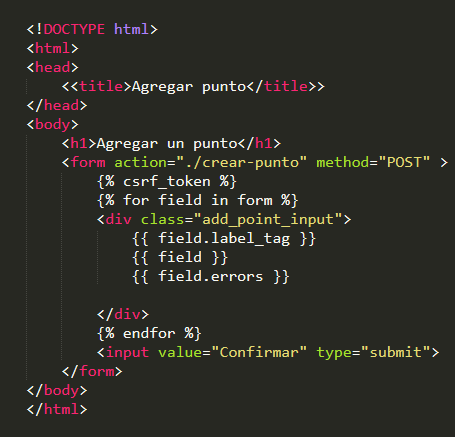 <!DOCTYPE html>
<html>
<head>
<<title>Agregar punto</title>>
</head>
<body>
<h1>Agregar un punto</h1>
<form action="./crear-punto" method="POST" >
{% csrf_token %}
{% for field in form %}
<div class="add_point_input">
{{ field.label_tag }}
{{ field }}
{{ field.errors }}
</div>
{% endfor %}
<input value="Confirmar" type="submit">
</form>
</body>
</html>